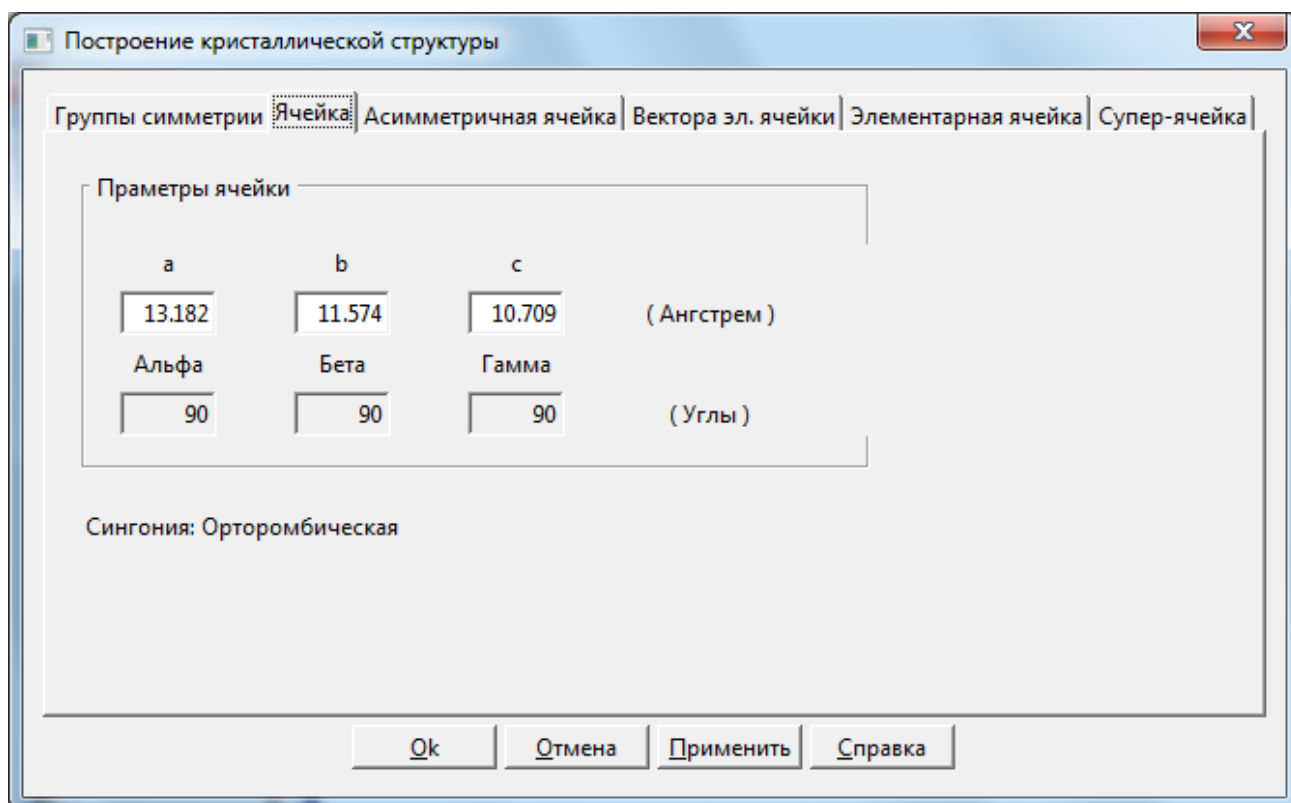 Построение кристаллической структуры
Группы симметрии Ячейка Асимметричная ячейка Вектора эл. ячейки Элементарная ячейка Супер-ячейка
Праметры ячейки
a b c
13.182 11.574 10.709 ( Ангстрем )
Альфа Бета Гамма
90 90 90 ( Углы )
Сингония: Орторомбическая
Ok Отмена Применить Справка